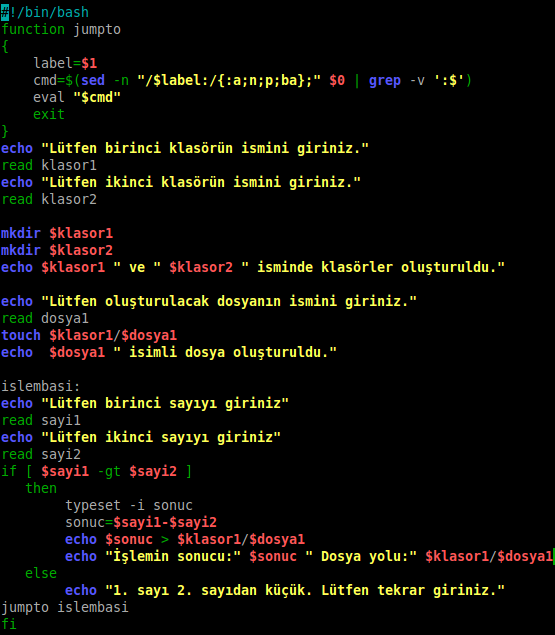 #!/bin/bash
function jumpto
{
    label=$1
    cmd=$(sed -n "/$label:/{:a;n;p;ba};" $0 | grep -v ':$')
    eval "$cmd"
    exit
}
echo "Lütfen birinci klasörün ismini giriniz."
read klasor1
echo "Lütfen ikinci klasörün ismini giriniz."
read klasor2

mkdir $klasor1
mkdir $klasor2
echo $klasor1 " ve " $klasor2 " isminde klasörler oluşturuldu."

echo "Lütfen oluşturulacak dosyanın ismini giriniz."
read dosya1
touch $klasor1/$dosya1
echo  $dosya1 " isimli dosya oluşturuldu."

islembasi:
echo "Lütfen birinci sayıyı giriniz"
read sayi1
echo "Lütfen ikinci sayıyı giriniz"
read sayi2
if [ $sayi1 -gt $sayi2 ]
   then
        typeset -i sonuc
        sonuc=$sayi1-$sayi2
        echo $sonuc > $klasor1/$dosya1
        echo "İşlemin sonucu:" $sonuc " Dosya yolu:" $klasor1/$dosya1
   else
        echo "1. sayı 2. sayıdan küçük. Lütfen tekrar giriniz."
jumpto islembasi
fi